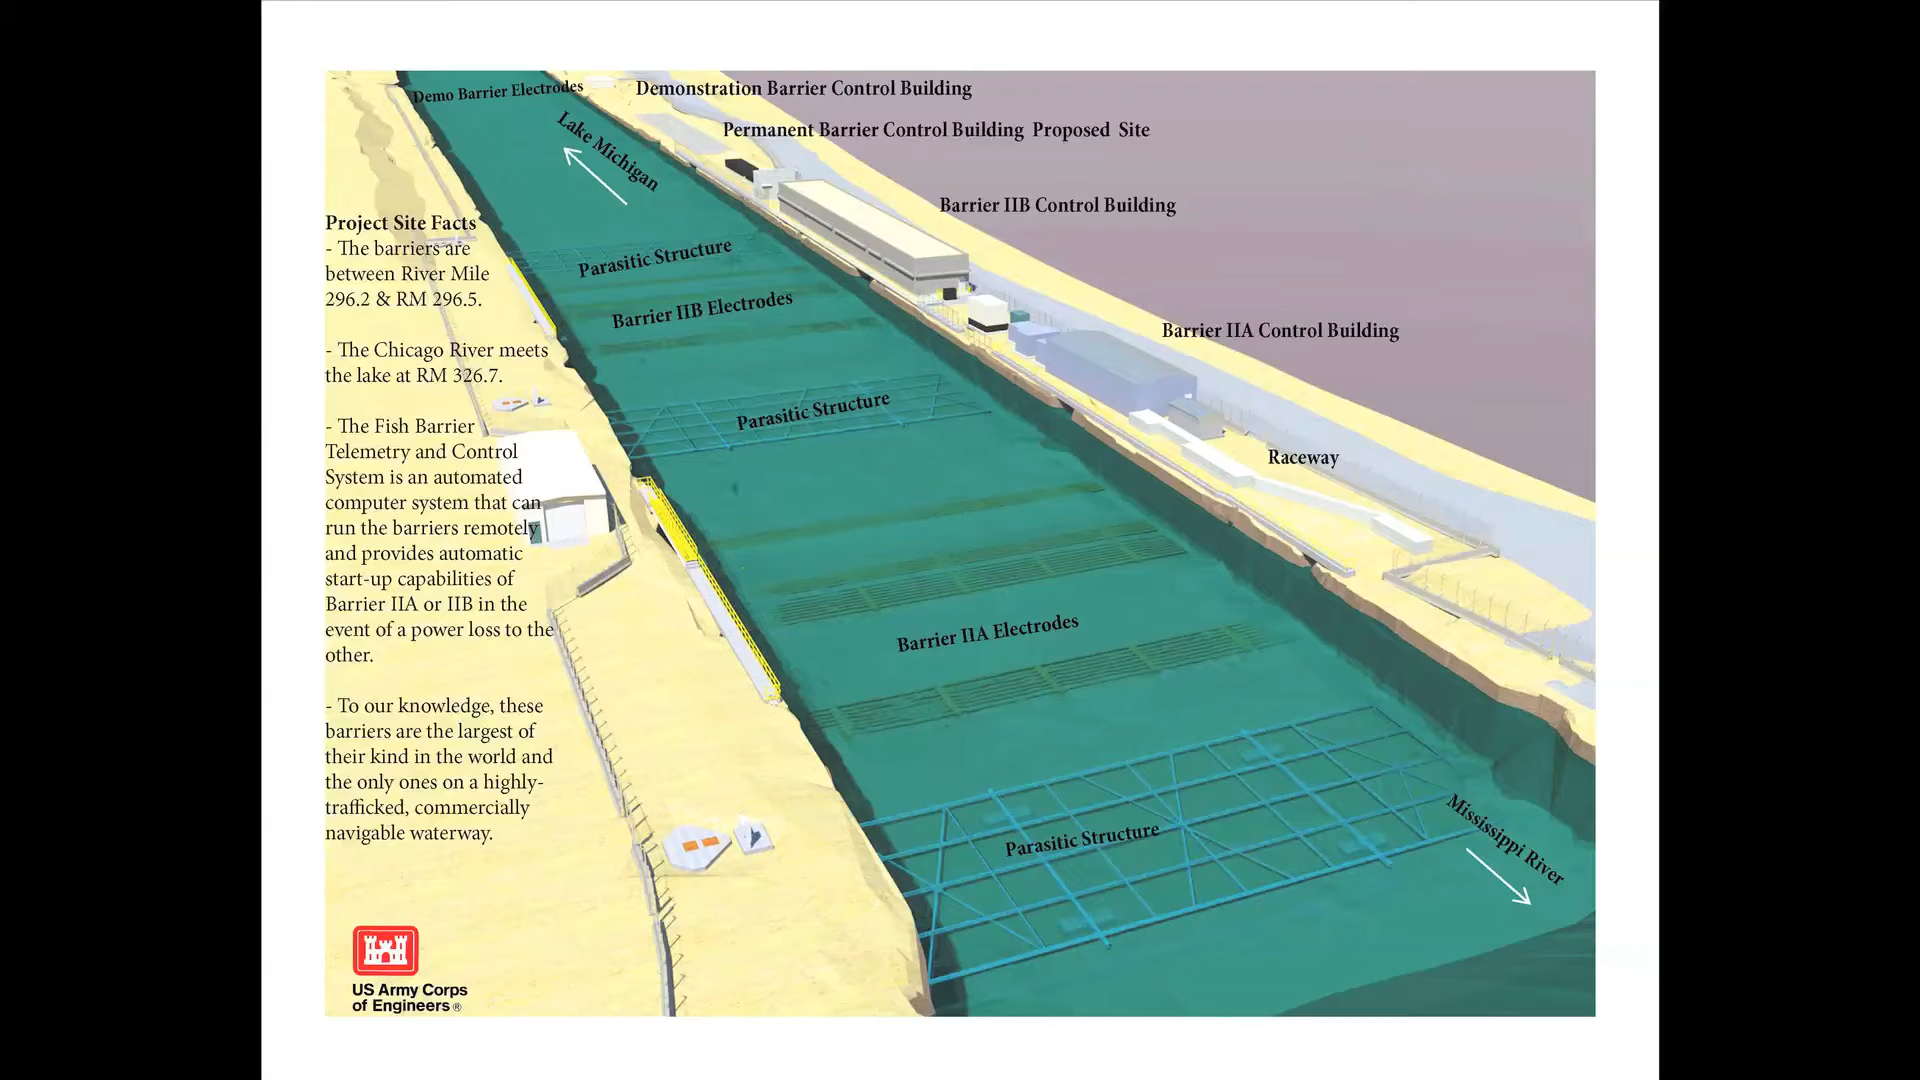 Demo Barrier Electrodes
Demonstration Barrier Control Building
Lake Michigan
Permanent Barrier Control Building Proposed Site
Barrier IIB Control Building
Project Site Facts
- The barriers are
between River Mile
296.2 & RM 296.5.
- The Chicago River meets
the lake at RM 326.7.
- The Fish Barrier
Telemetry and Control
System is an automated
computer system that can
run the barriers remotely
and provides automatic
start-up capabilities of
Barrier IIA or IIB in the
event of a power loss to the
other.
- To our knowledge, these
barriers are the largest of
their kind in the world and
the only ones on a highly-
trafficked, commercially
navigable waterway.
Parasitic Structure
Barrier IIB Electrodes
Barrier IIA Control Building
Parasitic Structure
Raceway
Barrier IIA Electrodes
Parasitic Structure
Mississippi River
US Army Corps
of Engineers®